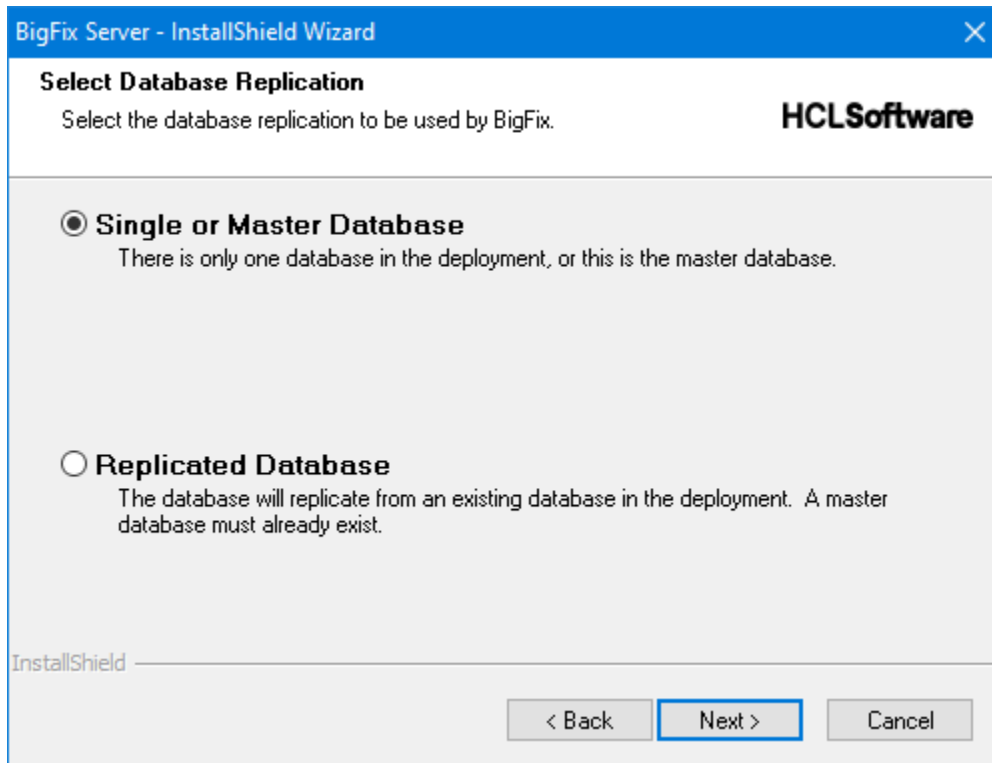 BigFix Server - InstallShield Wizard
Select Database Replication
Select the database replication to be used by BigFix.
HCLSoftware
Single or Master Database
There is only one database in the deployment, or this is the master database.
Replicated Database
The database will replicate from an existing database in the deployment.  A master
database must already exist.
InstallShield
< Back
Next >
Cancel